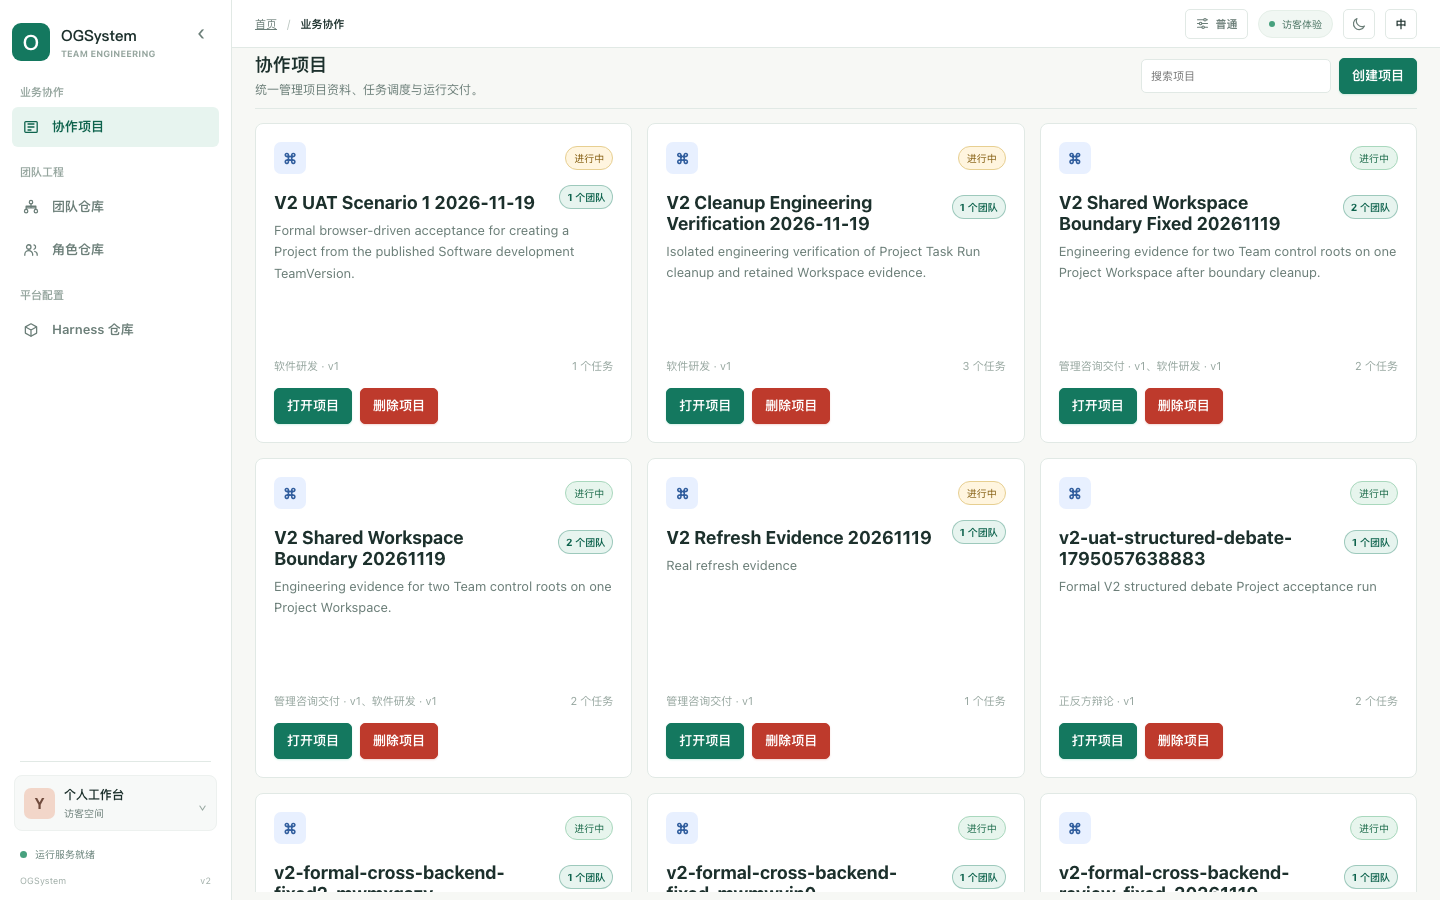 O
OGSystem
TEAM ENGINEERING
业务协作
协作项目
团队工程
团队仓库
角色仓库
平台配置
Harness 仓库
Y
个人工作台
访客空间
运行服务就绪
OGSystem
v2
首页 / 业务协作
普通
访客体验
中
协作项目
统一管理项目资料、任务调度与运行交付。
搜索项目
创建项目
⌘
进行中
V2 UAT Scenario 1 2026-11-19
1 个团队
Formal browser-driven acceptance for creating a
Project from the published Software development
TeamVersion.
软件研发 · v1
1 个任务
打开项目
删除项目
⌘
进行中
V2 Cleanup Engineering
Verification 2026-11-19
1 个团队
Isolated engineering verification of Project Task Run
cleanup and retained Workspace evidence.
软件研发 · v1
3 个任务
打开项目
删除项目
⌘
进行中
V2 Shared Workspace
Boundary Fixed 20261119
2 个团队
Engineering evidence for two Team control roots on one
Project Workspace after boundary cleanup.
管理咨询交付 · v1、软件研发 · v1
2 个任务
打开项目
删除项目
⌘
进行中
V2 Shared Workspace
Boundary 20261119
2 个团队
Engineering evidence for two Team control roots on one
Project Workspace.
管理咨询交付 · v1、软件研发 · v1
2 个任务
打开项目
删除项目
⌘
进行中
V2 Refresh Evidence 20261119
1 个团队
Real refresh evidence
管理咨询交付 · v1
1 个任务
打开项目
删除项目
⌘
进行中
v2-uat-structured-debate-
1795057638883
1 个团队
Formal V2 structured debate Project acceptance run
正反方辩论 · v1
2 个任务
打开项目
删除项目
⌘
进行中
v2-formal-cross-backend-
1 个团队
⌘
进行中
v2-formal-cross-backend-
1 个团队
⌘
进行中
v2-formal-cross-backend-
review-fixed-20261119
1 个团队